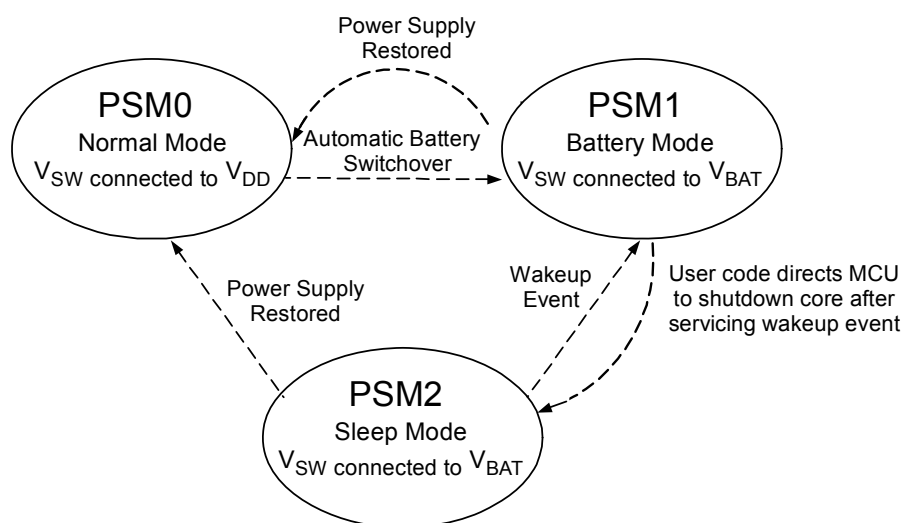 Power Supply
Restored
PSM0
Normal Mode
VSW connected to VDD
Automatic Battery
Switchover
PSM1
Battery Mode
VSW connected to VBAT
Power Supply
Restored
Wakeup
Event
User code directs MCU
to shutdown core after
servicing wakeup event
PSM2
Sleep Mode
VSW connected to VBAT